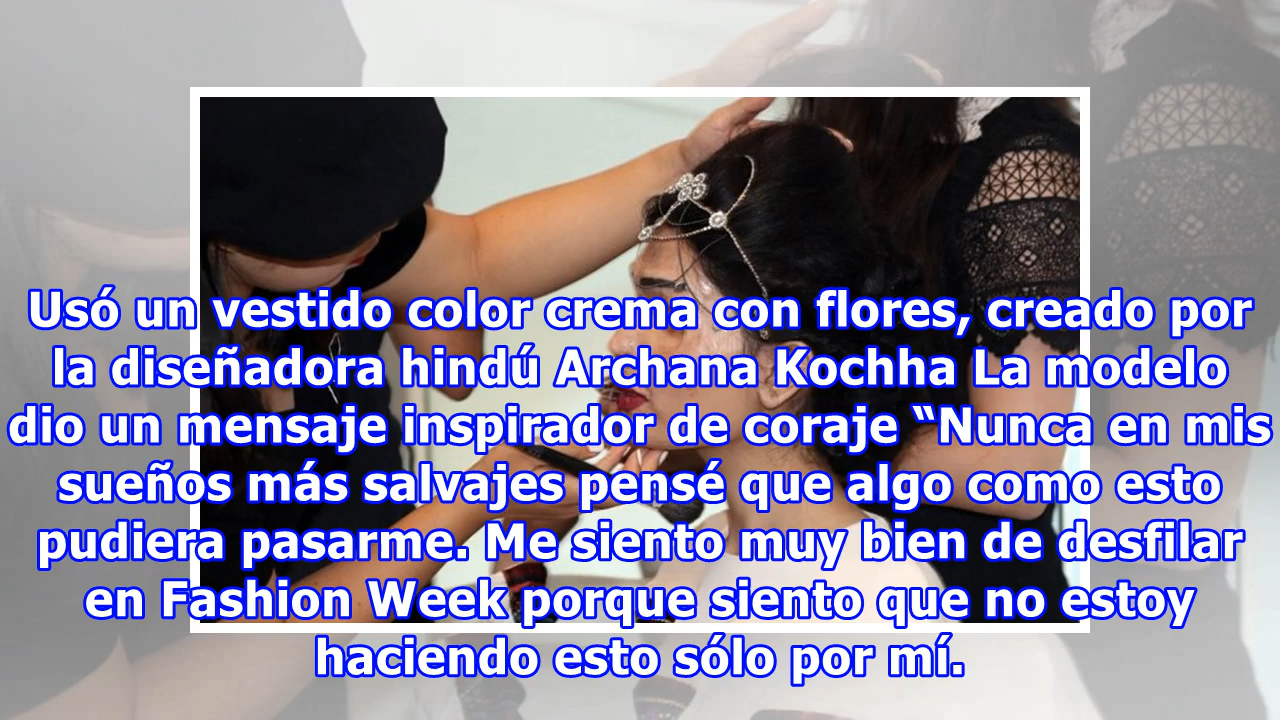 Usó un vestido color crema con flores, creado por
la diseñadora hindú Archana Kochha La modelo
dio un mensaje inspirador de coraje “Nunca en mis
sueños más salvajes pensé que algo como esto
pudiera pasarme. Me siento muy bien de desfilar
en Fashion Week porque siento que no estoy
haciendo esto sólo por mí.